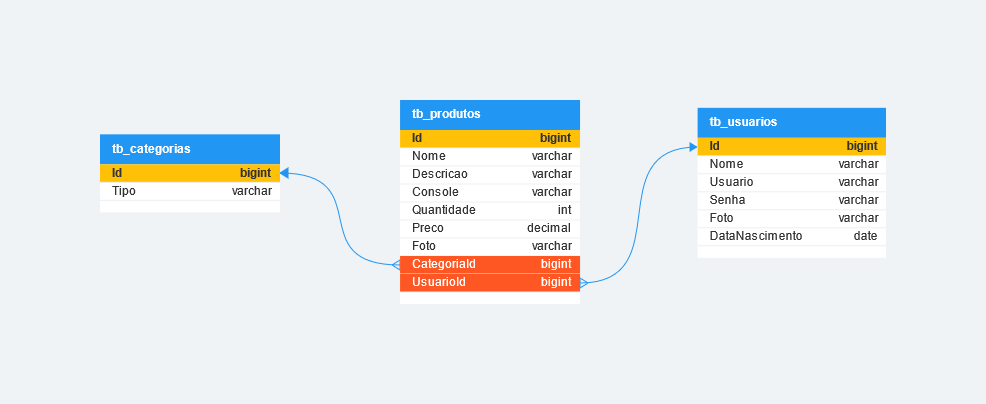 tb_categorias
Id bigint
Tipo varchar
tb_produtos
Id bigint
Nome varchar
Descricao varchar
Console varchar
Quantidade int
Preco decimal
Foto varchar
CategoriaId bigint
UsuarioId bigint
tb_usuarios
Id bigint
Nome varchar
Usuario varchar
Senha varchar
Foto varchar
DataNascimento date